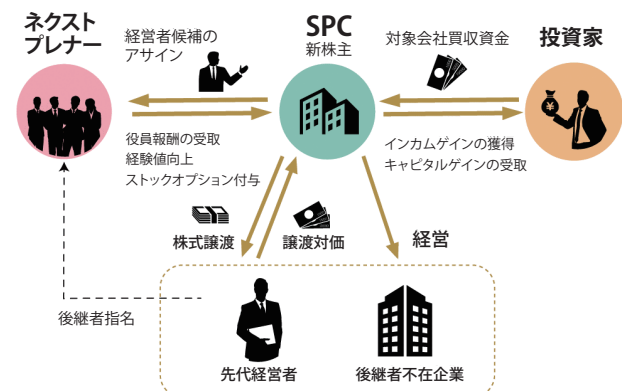 ネクスト
プレナー
経営者候補の
アサイン
SPC
新株主
対象会社買収資金
投資家
¥
役員報酬の受取
経験値向上
ストックオプション付与
インカムゲインの獲得
キャピタルゲインの受取
株式譲渡
譲渡対価
経営
後継者指名
先代経営者
後継者不在企業